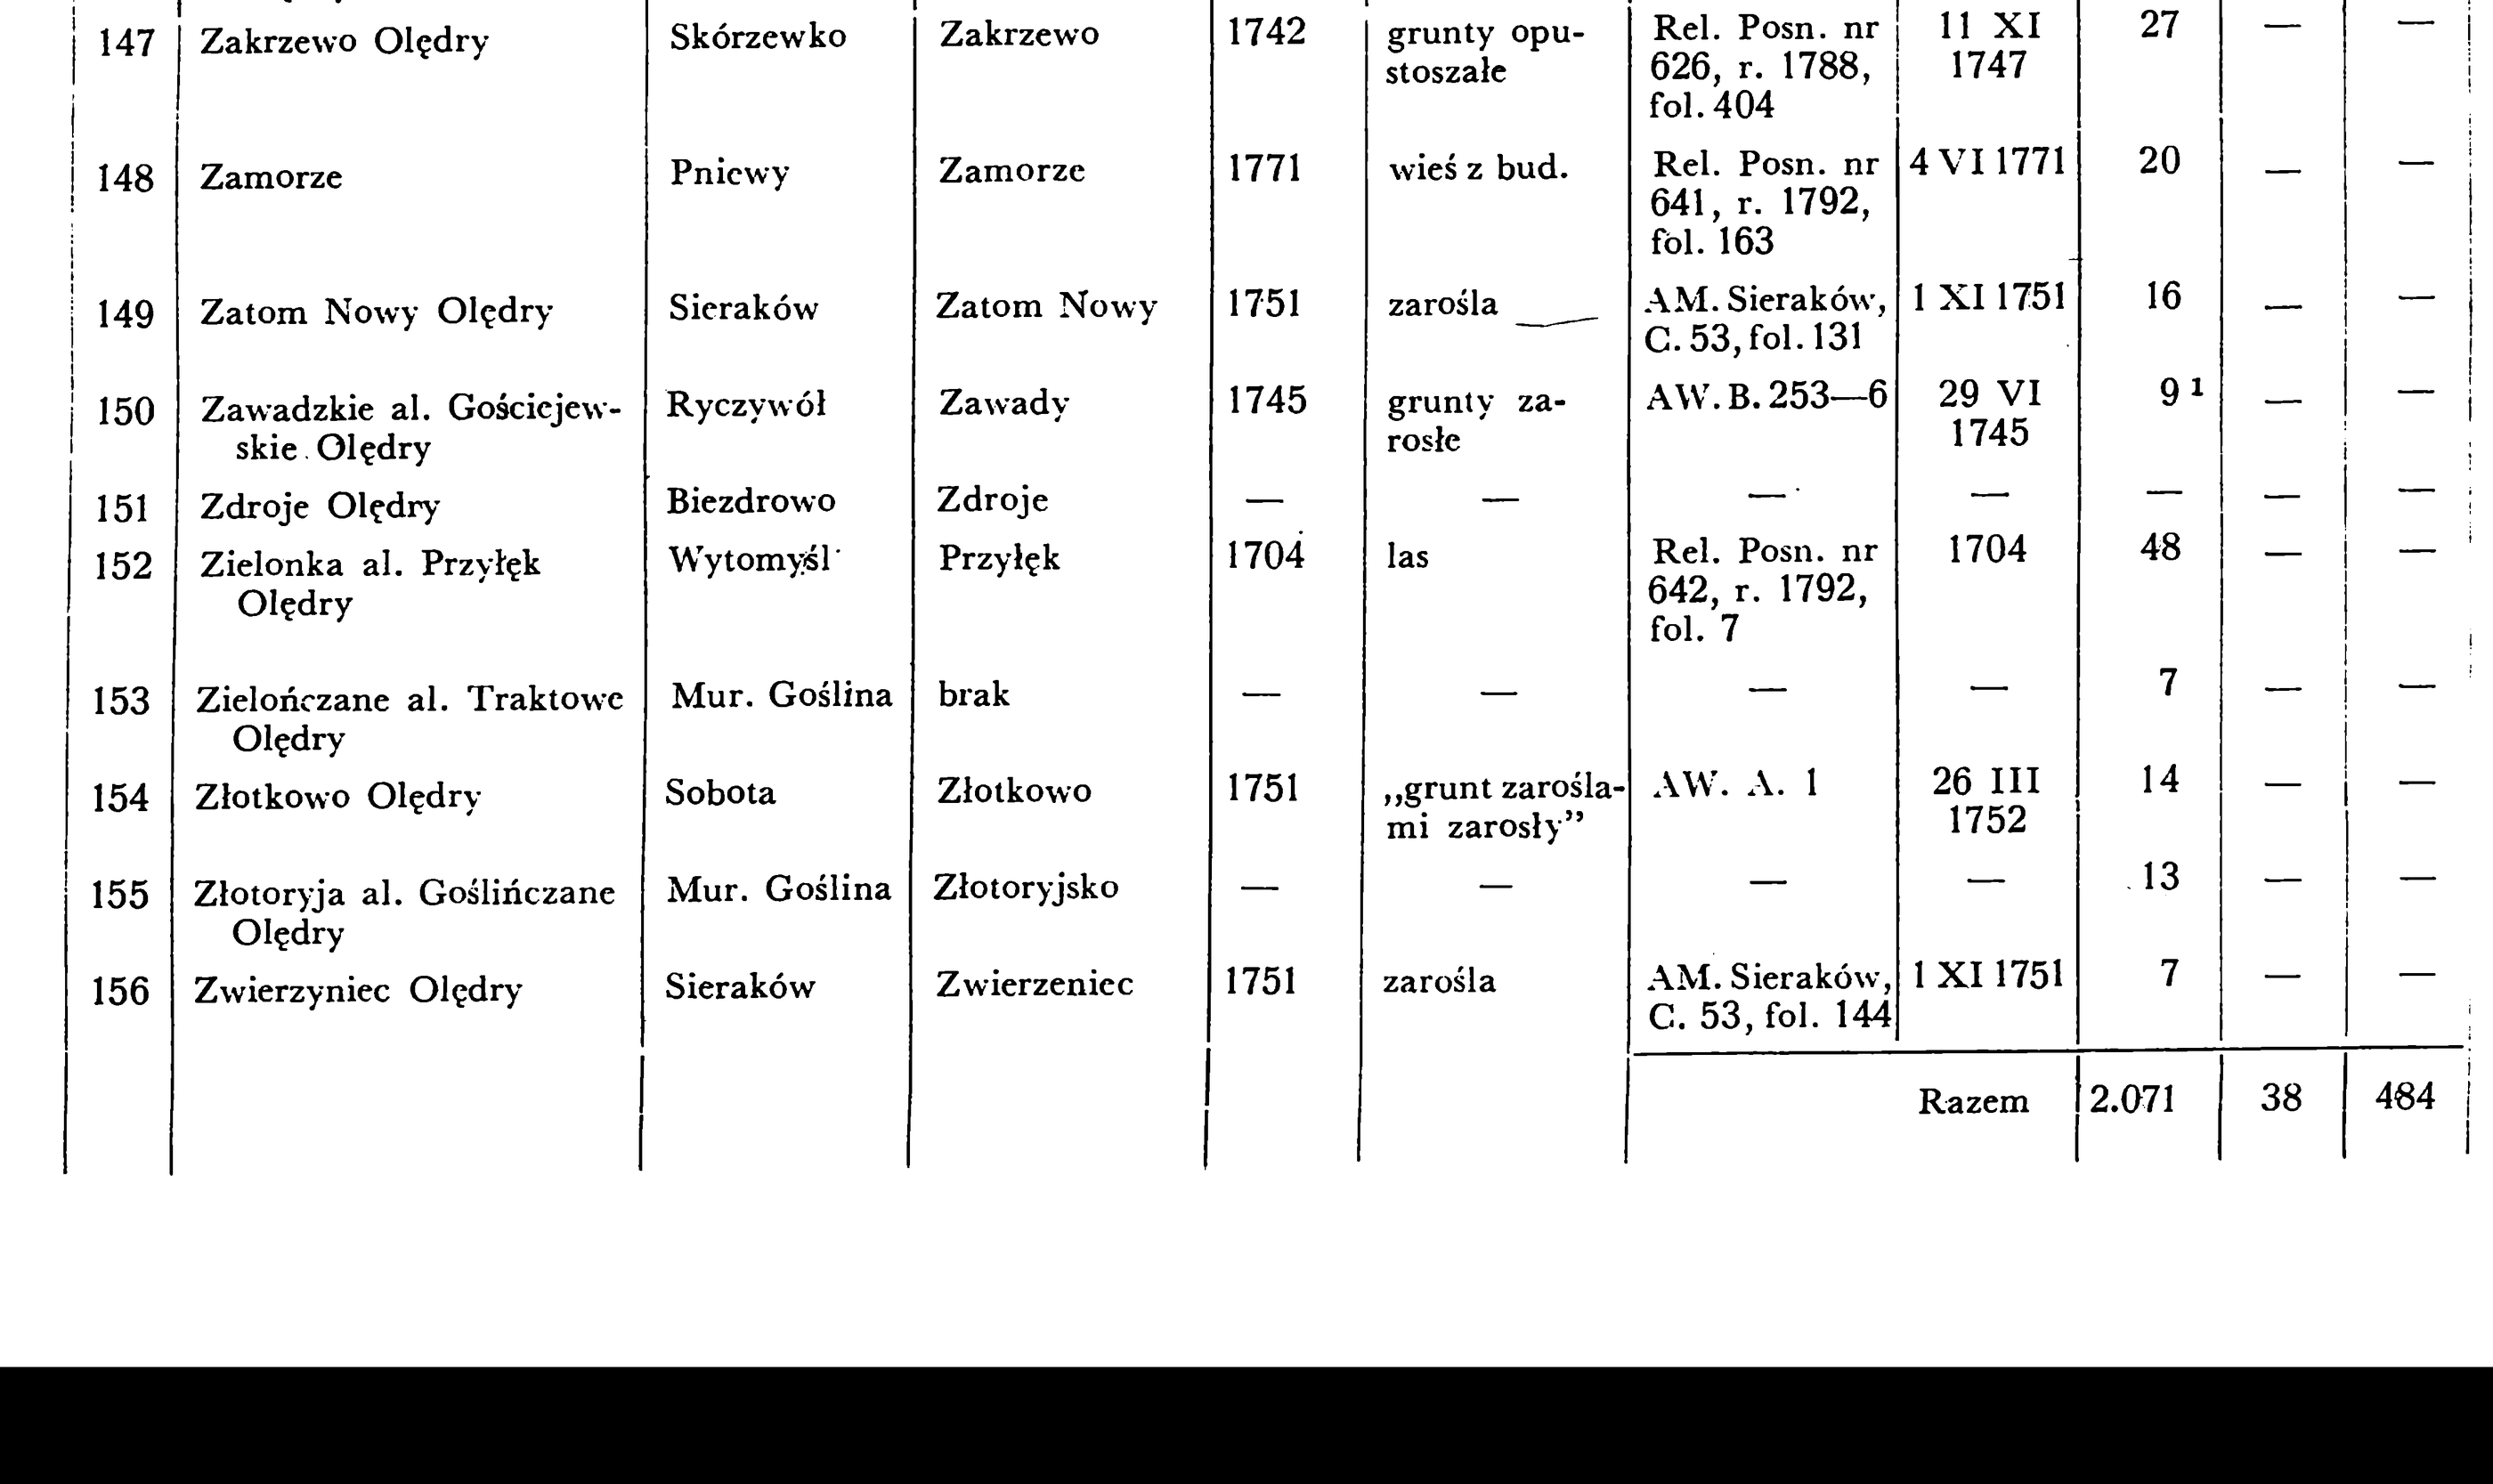 147 Zakrzewo Olędry Skórzewko Zakrzewo 1742 grunty opu- Rel. Posn. nr 11 XI 27 — —
stoszałe 626, r. 1788, 1747
fol. 404
148 Zamorze Pniewy Zamorze 1771 wieś z bud. Rel. Posn. nr 4 VI 1771 20 — —
641, r. 1792,
fol. 163
149 Zatom Nowy Olędry Sieraków Zatom Nowy 1751 zarośla AM. Sieraków, 1 XI 1751 16 — —
C. 53, fol. 131
150 Zawadzkie al. Gościejew- Ryczywół Zawady 1745 grunty za- AW. B. 253—6 29 VI 9 ¹ — —
skie Olędry rosłe 1745
151 Zdroje Olędry Biezdrowo Zdroje — — — — — — —
152 Zielonka al. Przyłęk Wytomyśl Przyłęk 1704 las Rel. Posn. nr 1704 48 — —
Olędry 642, r. 1792,
fol. 7
153 Zielończane al. Traktowe Mur. Goślina brak — — — — 7 — —
Olędry
154 Złotkowo Olędry Sobota Złotkowo 1751 „grunt zarośla- AW. A. 1 26 III 14 — —
mi zarosły” 1752
155 Złotoryja al. Goślińczane Mur. Goślina Złotoryjsko — — — — 13 — —
Olędry
156 Zwierzyniec Olędry Sieraków Zwierzeniec 1751 zarośla AM. Sieraków, 1 XI 1751 7 — —
C. 53, fol. 144
Razem 2.071 38 484